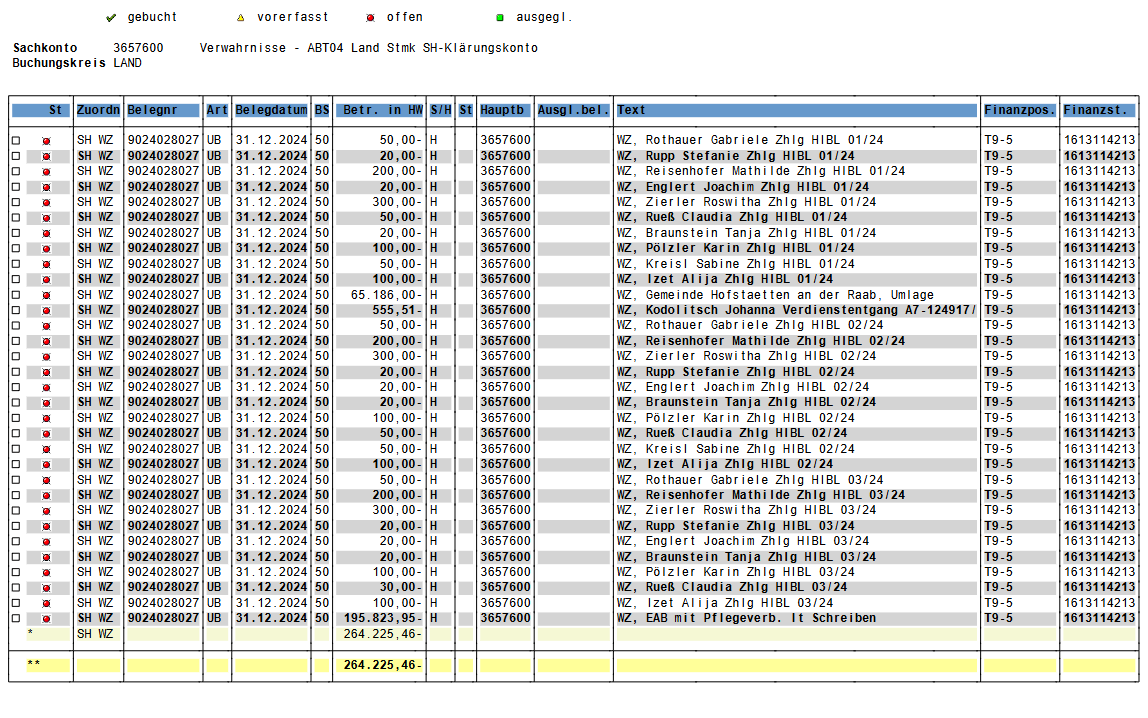 gebucht vorerfasst offen ausgegl.
Sachkonto 3657600 Verwahrnisse - ABT04 Land Stmk SH-Klärungskonto
Buchungskreis LAND
St Zuordn Belegnr Art Belegdatum BS Betr. in HW S/H St Hauptb Ausgl.bel. Text Finanzpos. Finanzst.
SH WZ 9024028027 UB 31.12.2024 50 50,00- H 3657600 WZ, Rothauer Gabriele Zhlg HIBL 01/24 T9-5 1613114213
SH WZ 9024028027 UB 31.12.2024 50 20,00- H 3657600 WZ, Rupp Stefanie Zhlg HIBL 01/24 T9-5 1613114213
SH WZ 9024028027 UB 31.12.2024 50 200,00- H 3657600 WZ, Reisenhofer Mathilde Zhlg HIBL 01/24 T9-5 1613114213
SH WZ 9024028027 UB 31.12.2024 50 20,00- H 3657600 WZ, Englert Joachim Zhlg HIBL 01/24 T9-5 1613114213
SH WZ 9024028027 UB 31.12.2024 50 300,00- H 3657600 WZ, Zierler Roswitha Zhlg HIBL 01/24 T9-5 1613114213
SH WZ 9024028027 UB 31.12.2024 50 50,00- H 3657600 WZ, Rueß Claudia Zhlg HIBL 01/24 T9-5 1613114213
SH WZ 9024028027 UB 31.12.2024 50 20,00- H 3657600 WZ, Braunstein Tanja Zhlg HIBL 01/24 T9-5 1613114213
SH WZ 9024028027 UB 31.12.2024 50 100,00- H 3657600 WZ, Pölzler Karin Zhlg HIBL 01/24 T9-5 1613114213
SH WZ 9024028027 UB 31.12.2024 50 50,00- H 3657600 WZ, Kreisl Sabine Zhlg HIBL 01/24 T9-5 1613114213
SH WZ 9024028027 UB 31.12.2024 50 100,00- H 3657600 WZ, Izet Alija Zhlg HIBL 01/24 T9-5 1613114213
SH WZ 9024028027 UB 31.12.2024 50 65.186,00- H 3657600 WZ, Gemeinde Hofstaetten an der Raab, Umlage T9-5 1613114213
SH WZ 9024028027 UB 31.12.2024 50 555,51- H 3657600 WZ, Kodolitsch Johanna Verdienstentgang A7-124917/ T9-5 1613114213
SH WZ 9024028027 UB 31.12.2024 50 50,00- H 3657600 WZ, Rothauer Gabriele Zhlg HIBL 02/24 T9-5 1613114213
SH WZ 9024028027 UB 31.12.2024 50 200,00- H 3657600 WZ, Reisenhofer Mathilde Zhlg HIBL 02/24 T9-5 1613114213
SH WZ 9024028027 UB 31.12.2024 50 300,00- H 3657600 WZ, Zierler Roswitha Zhlg HIBL 02/24 T9-5 1613114213
SH WZ 9024028027 UB 31.12.2024 50 20,00- H 3657600 WZ, Rupp Stefanie Zhlg HIBL 02/24 T9-5 1613114213
SH WZ 9024028027 UB 31.12.2024 50 20,00- H 3657600 WZ, Englert Joachim Zhlg HIBL 02/24 T9-5 1613114213
SH WZ 9024028027 UB 31.12.2024 50 20,00- H 3657600 WZ, Braunstein Tanja Zhlg HIBL 02/24 T9-5 1613114213
SH WZ 9024028027 UB 31.12.2024 50 100,00- H 3657600 WZ, Pölzler Karin Zhlg HIBL 02/24 T9-5 1613114213
SH WZ 9024028027 UB 31.12.2024 50 50,00- H 3657600 WZ, Rueß Claudia Zhlg HIBL 02/24 T9-5 1613114213
SH WZ 9024028027 UB 31.12.2024 50 50,00- H 3657600 WZ, Kreisl Sabine Zhlg HIBL 02/24 T9-5 1613114213
SH WZ 9024028027 UB 31.12.2024 50 100,00- H 3657600 WZ, Izet Alija Zhlg HIBL 02/24 T9-5 1613114213
SH WZ 9024028027 UB 31.12.2024 50 50,00- H 3657600 WZ, Rothauer Gabriele Zhlg HIBL 03/24 T9-5 1613114213
SH WZ 9024028027 UB 31.12.2024 50 200,00- H 3657600 WZ, Reisenhofer Mathilde Zhlg HIBL 03/24 T9-5 1613114213
SH WZ 9024028027 UB 31.12.2024 50 300,00- H 3657600 WZ, Zierler Roswitha Zhlg HIBL 03/24 T9-5 1613114213
SH WZ 9024028027 UB 31.12.2024 50 20,00- H 3657600 WZ, Rupp Stefanie Zhlg HIBL 03/24 T9-5 1613114213
SH WZ 9024028027 UB 31.12.2024 50 20,00- H 3657600 WZ, Englert Joachim Zhlg HIBL 03/24 T9-5 1613114213
SH WZ 9024028027 UB 31.12.2024 50 20,00- H 3657600 WZ, Braunstein Tanja Zhlg HIBL 03/24 T9-5 1613114213
SH WZ 9024028027 UB 31.12.2024 50 100,00- H 3657600 WZ, Pölzler Karin Zhlg HIBL 03/24 T9-5 1613114213
SH WZ 9024028027 UB 31.12.2024 50 30,00- H 3657600 WZ, Rueß Claudia Zhlg HIBL 03/24 T9-5 1613114213
SH WZ 9024028027 UB 31.12.2024 50 100,00- H 3657600 WZ, Izet Alija Zhlg HIBL 03/24 T9-5 1613114213
SH WZ 9024028027 UB 31.12.2024 50 195.823,95- H 3657600 WZ, EAB mit Pflegeverb. lt Schreiben T9-5 1613114213
* SH WZ 264.225,46-
** 264.225,46-